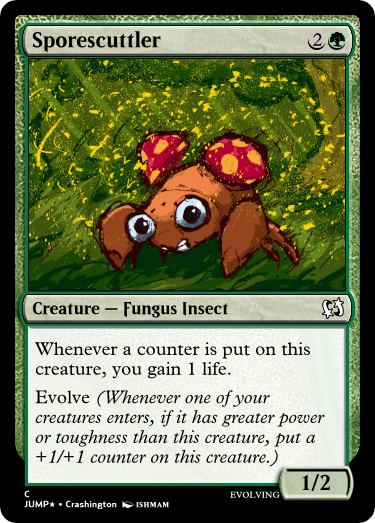 Sporescuttler 2
Creature — Fungus Insect
Whenever a counter is put on this
creature, you gain 1 life.
Evolve (Whenever one of your
creatures enters, if it has greater power
or toughness than this creature, put a
+1/+1 counter on this creature.)
1/2
C
JUMP★ • Crashington ISHMAM
EVOLVING